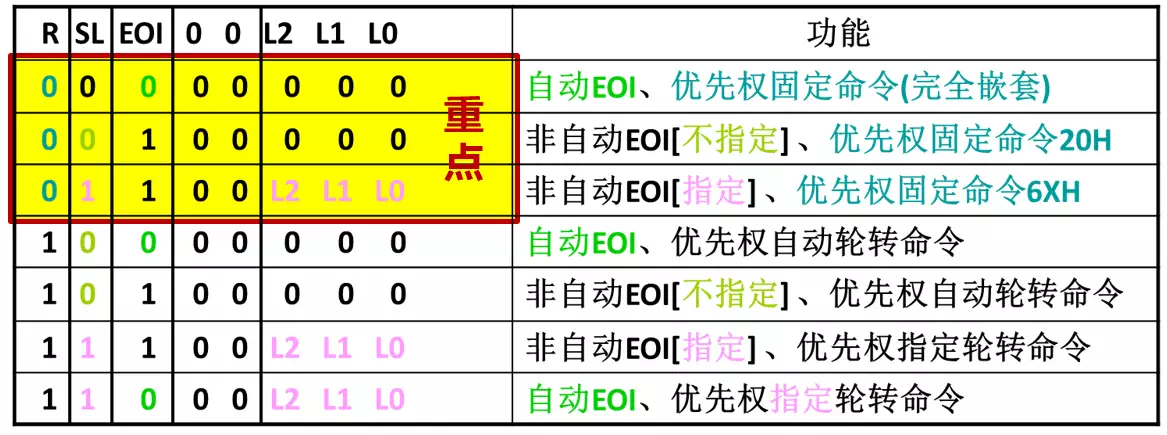 R SL EOI 0 0 L2 L1 L0 功能
0 0 0 0 0 0 0 0 自动EOI、优先权固定命令(完全嵌套)
0 0 1 0 0 0 0 0 非自动EOI[不指定]、优先权固定命令20H
0 1 1 0 0 L2 L1 L0 非自动EOI[指定]、优先权固定命令6XH
重点
1 0 0 0 0 0 0 0 自动EOI、优先权自动轮转命令
1 0 1 0 0 0 0 0 非自动EOI[不指定]、优先权自动轮转命令
1 1 1 0 0 L2 L1 L0 非自动EOI[指定]、优先权指定轮转命令
1 1 0 0 0 L2 L1 L0 自动EOI、优先权指定轮转命令